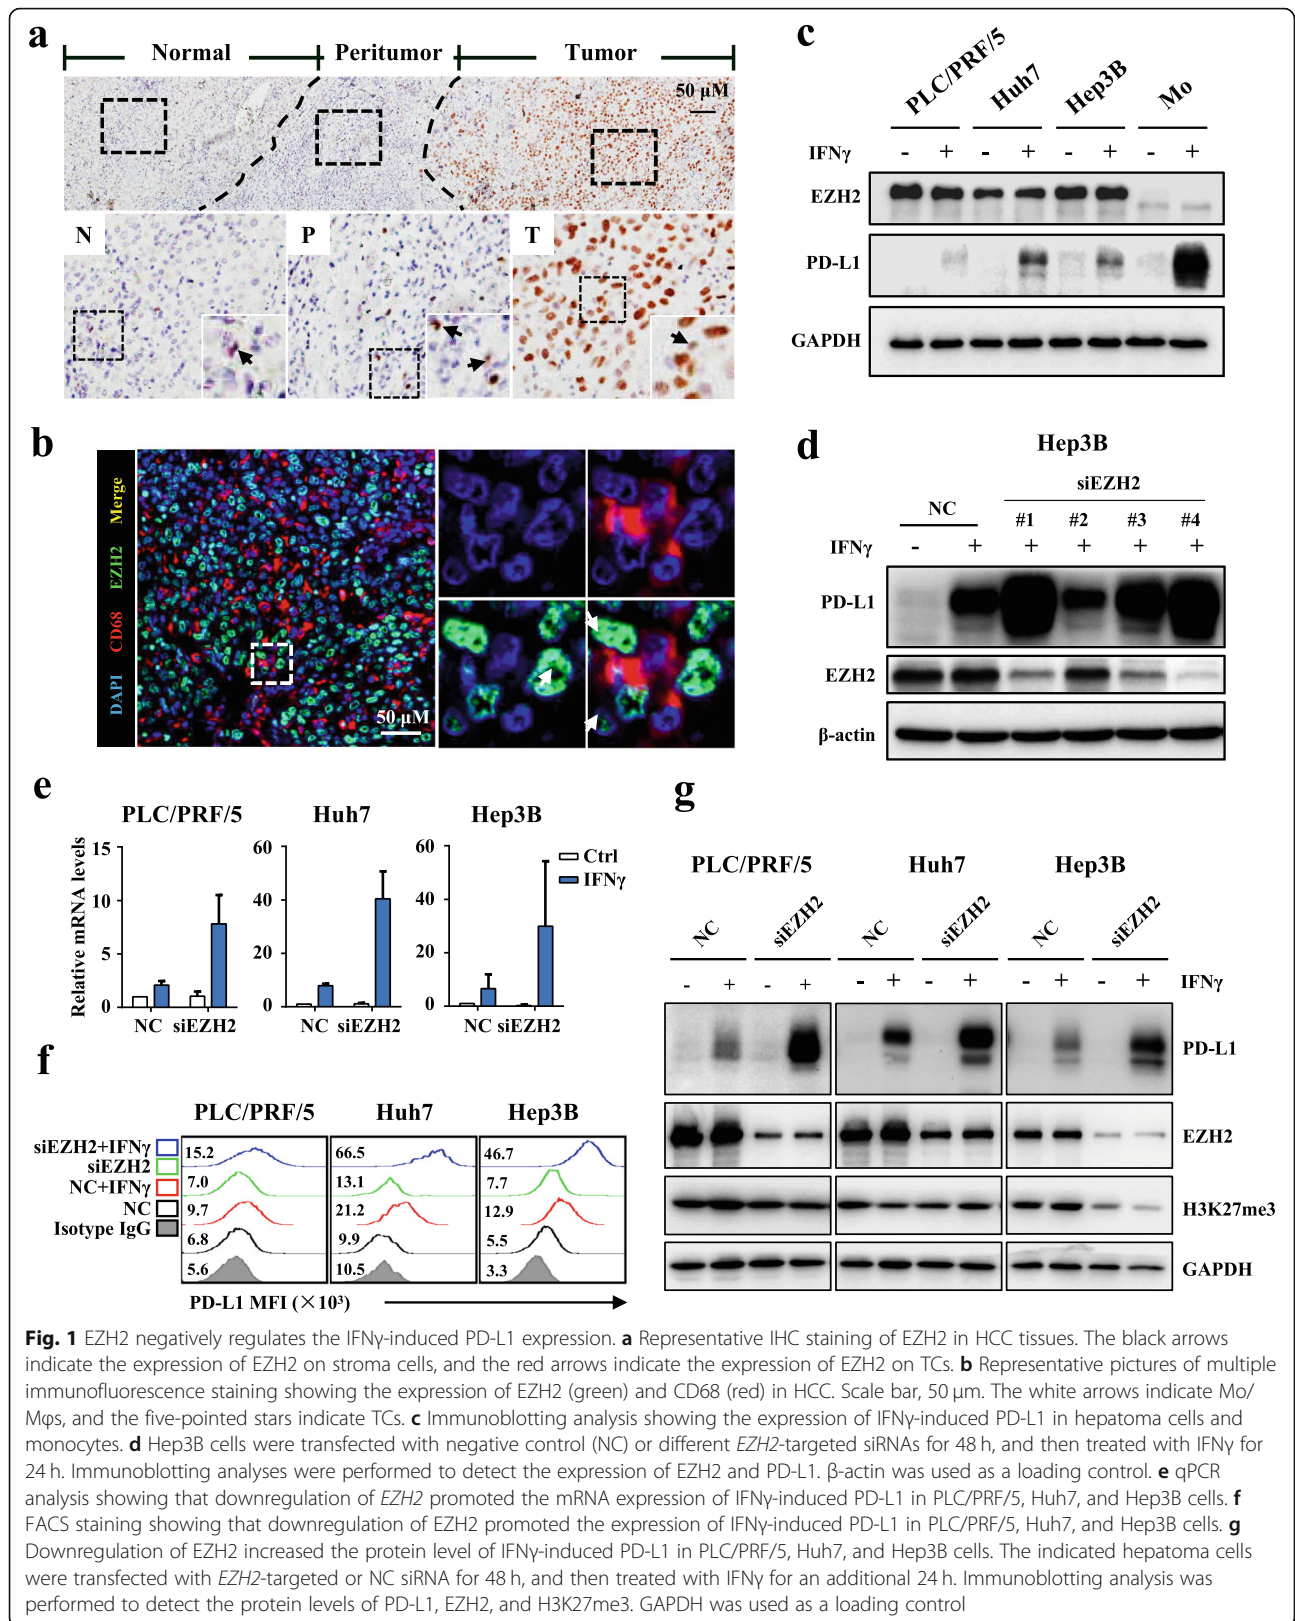 a
Normal Peritumor Tumor
50 μM
N P T
b
DAPI CD68 EZH2 Merge
50 μM
c
PLC/PRF/5 Huh7 Hep3B Mo
IFNγ - + - + - + - +
EZH2
PD-L1
GAPDH
d
Hep3B
siEZH2
NC #1 #2 #3 #4
IFNγ - + + + + +
PD-L1
EZH2
β-actin
e
PLC/PRF/5 Huh7 Hep3B
Relative mRNA levels
15 10 5 0
60 40 20 0
60 40 20 0
Ctrl
IFNγ
NC siEZH2 NC siEZH2 NC siEZH2
f
PLC/PRF/5 Huh7 Hep3B
siEZH2+IFNγ 15.2 66.5 46.7
siEZH2 7.0 13.1 7.7
NC+IFNγ 9.7 21.2 12.9
NC 6.8 9.9 5.5
Isotype IgG 5.6 10.5 3.3
PD-L1 MFI (×10³)
g
PLC/PRF/5 Huh7 Hep3B
NC siEZH2 NC siEZH2 NC siEZH2
- + - + - + - + - + - + IFNγ
PD-L1
EZH2
H3K27me3
GAPDH
Fig. 1 EZH2 negatively regulates the IFNγ-induced PD-L1 expression. a Representative IHC staining of EZH2 in HCC tissues. The black arrows
indicate the expression of EZH2 on stroma cells, and the red arrows indicate the expression of EZH2 on TCs. b Representative pictures of multiple
immunofluorescence staining showing the expression of EZH2 (green) and CD68 (red) in HCC. Scale bar, 50 μm. The white arrows indicate Mo/
Mφs, and the five-pointed stars indicate TCs. c Immunoblotting analysis showing the expression of IFNγ-induced PD-L1 in hepatoma cells and
monocytes. d Hep3B cells were transfected with negative control (NC) or different EZH2-targeted siRNAs for 48 h, and then treated with IFNγ for
24 h. Immunoblotting analyses were performed to detect the expression of EZH2 and PD-L1. β-actin was used as a loading control. e qPCR
analysis showing that downregulation of EZH2 promoted the mRNA expression of IFNγ-induced PD-L1 in PLC/PRF/5, Huh7, and Hep3B cells. f
FACS staining showing that downregulation of EZH2 promoted the expression of IFNγ-induced PD-L1 in PLC/PRF/5, Huh7, and Hep3B cells. g
Downregulation of EZH2 increased the protein level of IFNγ-induced PD-L1 in PLC/PRF/5, Huh7, and Hep3B cells. The indicated hepatoma cells
were transfected with EZH2-targeted or NC siRNA for 48 h, and then treated with IFNγ for an additional 24 h. Immunoblotting analysis was
performed to detect the protein levels of PD-L1, EZH2, and H3K27me3. GAPDH was used as a loading control